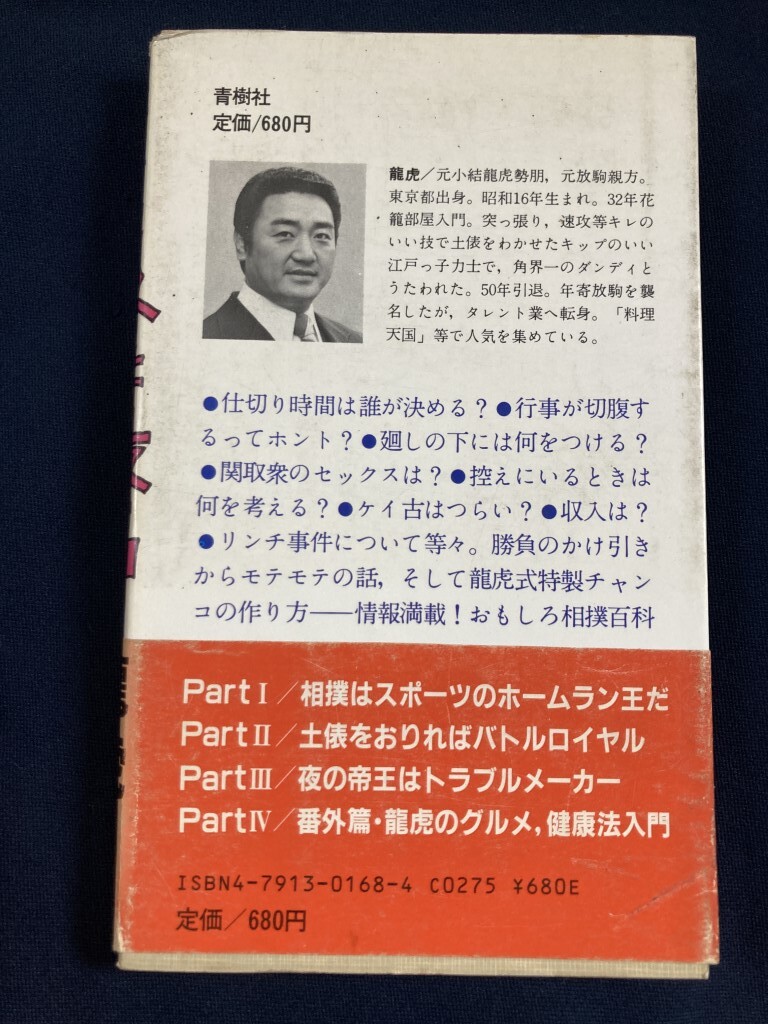 青樹社
定価/680円
龍虎/元小結龍虎勢朋，元放駒親方。
東京都出身。昭和16年生まれ。32年花
籠部屋入門。突っ張り，速攻等キレの
いい技で土俵をわかせたキップのいい
江戸っ子力士で，角界一のダンディと
うたわれた。50年引退。年寄放駒を襲
名したが，タレント業へ転身。「料理
天国」等で人気を集めている。
●仕切り時間は誰が決める？●行事が切腹す
るってホント？●廻しの下には何をつける？
●関取衆のセックスは？●控えにいるときは
何を考える？●ケイ古はつらい？●収入は？
●リンチ事件について等々。勝負のかけ引き
からモテモテの話，そして龍虎式特製チャン
コの作り方——情報満載！おもしろ相撲百科
PartⅠ/相撲はスポーツのホームラン王だ
PartⅡ/土俵をおりればバトルロイヤル
PartⅢ/夜の帝王はトラブルメーカー
PartⅣ/番外篇・龍虎のグルメ，健康法入門
ISBN4-7913-0168-4 C0275 ¥680E
定価/680円